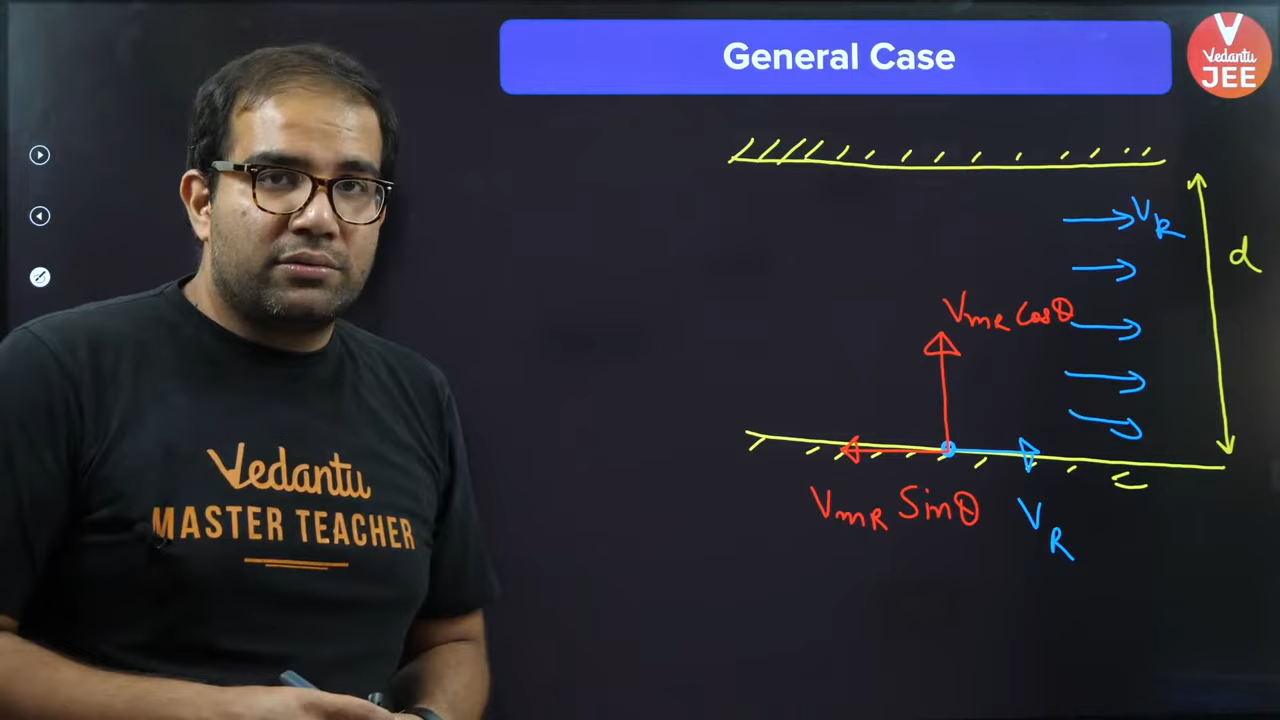 General Case
Vedantu
JEE
V_R
d
V_mR Cosθ
V_mR Sinθ
V_R
Vedantu
MASTER TEACHER